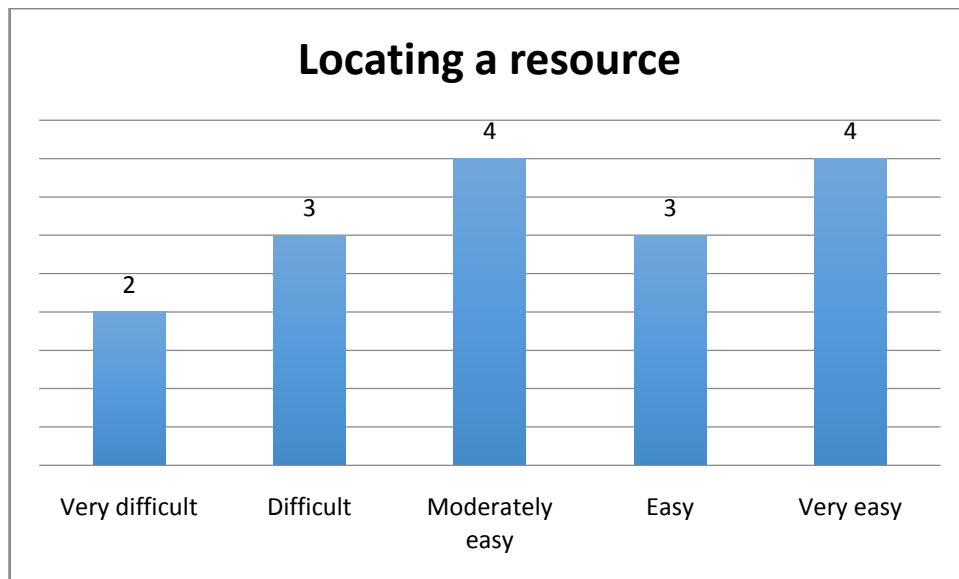 Locating a resource
4
4
3
3
2
Very difficult
Difficult
Moderately
easy
Easy
Very easy